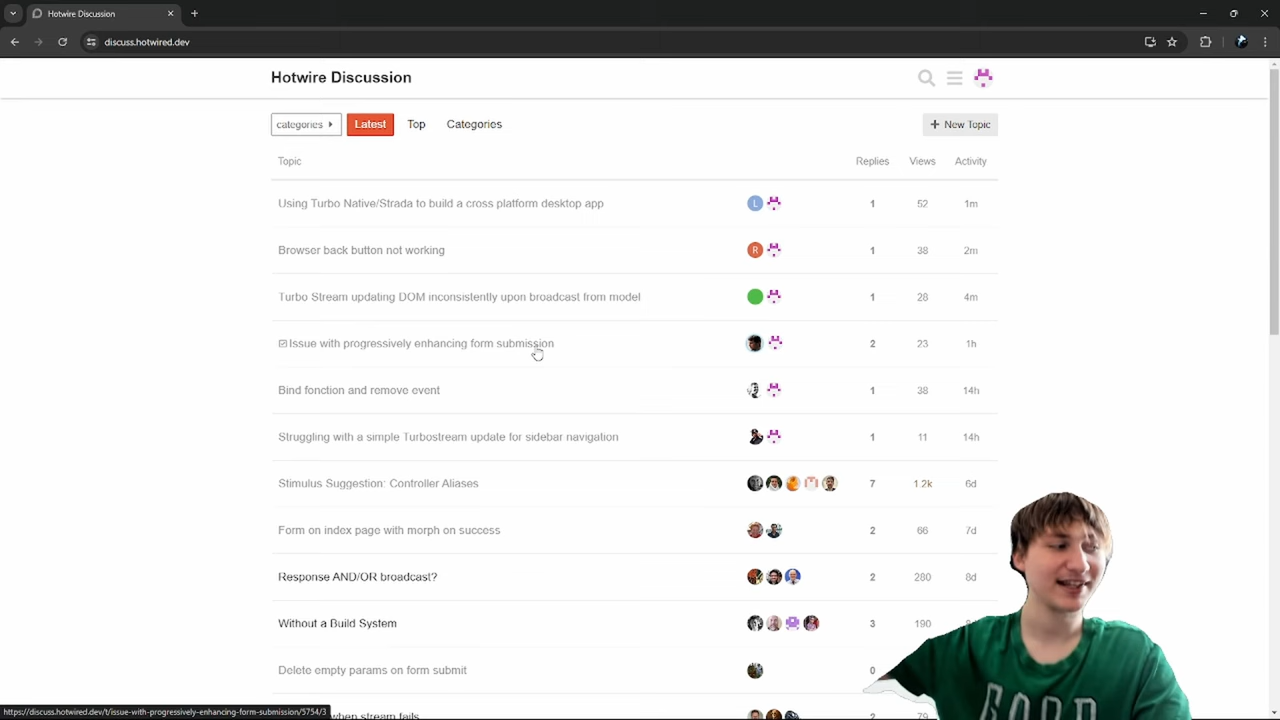 Hotwire Discussion
discuss.hotwired.dev
Hotwire Discussion
categories
Latest
Top
Categories
+ New Topic
Topic
Replies
Views
Activity
Using Turbo Native/Strada to build a cross platform desktop app
L
1
52
1m
Browser back button not working
R
1
38
2m
Turbo Stream updating DOM inconsistently upon broadcast from model
1
28
4m
Issue with progressively enhancing form submission
2
23
1h
Bind fonction and remove event
1
38
14h
Struggling with a simple Turbostream update for sidebar navigation
1
11
14h
Stimulus Suggestion: Controller Aliases
7
1.2k
6d
Form on index page with morph on success
2
66
7d
Response AND/OR broadcast?
2
280
8d
Without a Build System
3
190
Delete empty params on form submit
0
when stream fails
2
79
https://discuss.hotwired.dev/t/issue-with-progressively-enhancing-form-submission/5754/3